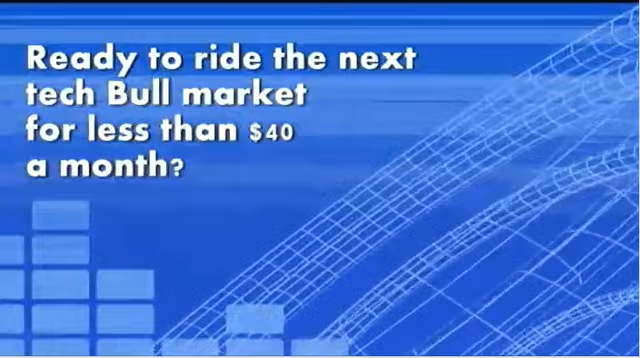 Ready to ride the next
tech Bull market
for less than $40
a month?